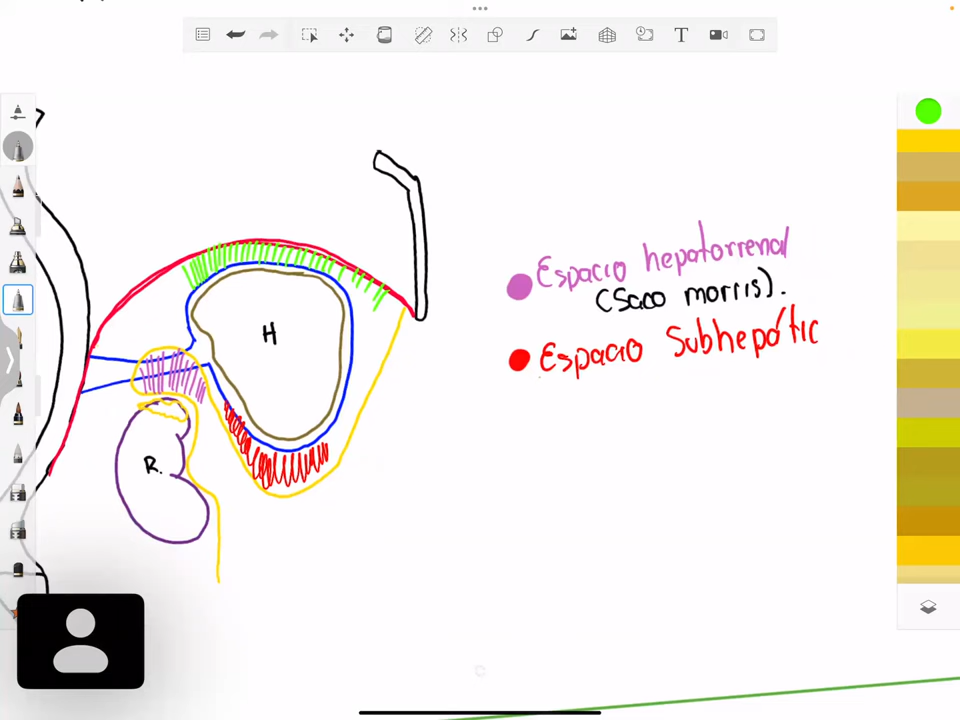 T
Espacio hepatorrenal
(Saco morris).
Espacio Subhepátic
H
R.